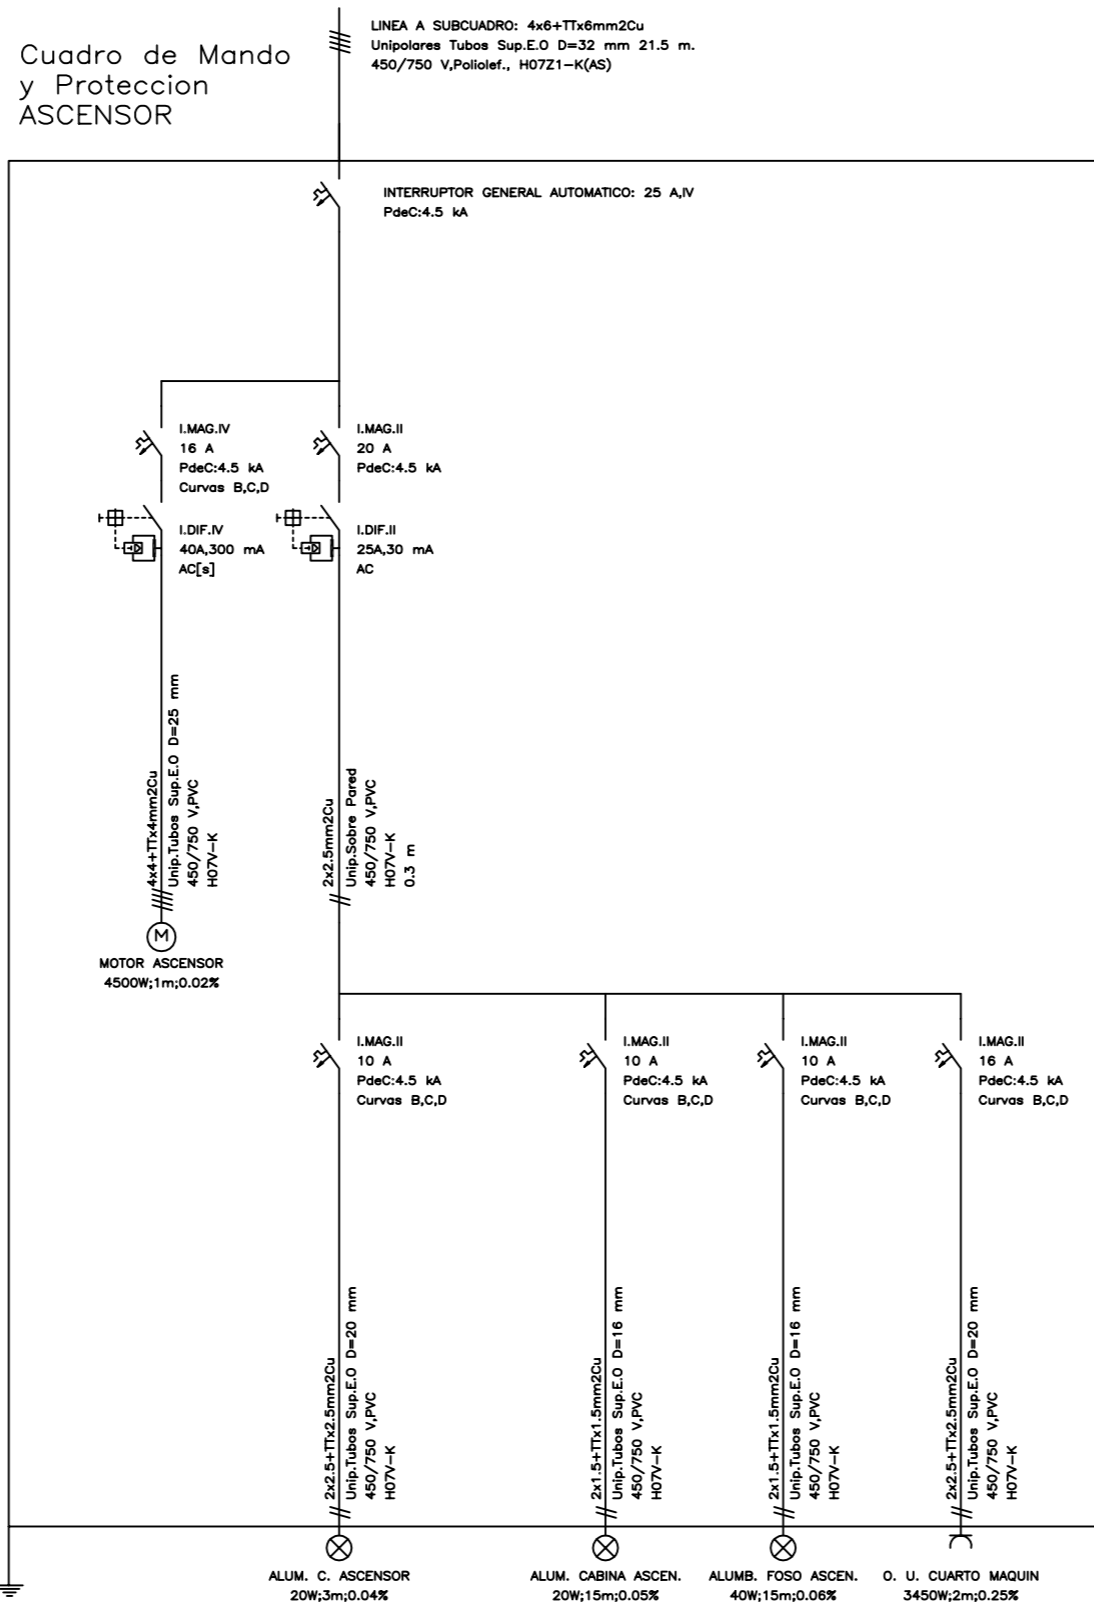 Cuadro de Mando
y Proteccion
ASCENSOR
LINEA A SUBCUADRO: 4x6+TTx6mm2Cu
Unipolares Tubos Sup.E.O D=32 mm 21.5 m.
450/750 V,Poliolef., H07Z1-K(AS)
INTERRUPTOR GENERAL AUTOMATICO: 25 A,IV
PdeC:4.5 kA
I.MAG.IV
16 A
PdeC:4.5 kA
Curvas B,C,D
I.MAG.II
20 A
PdeC:4.5 kA
I.DIF.IV
40A,300 mA
AC[s]
I.DIF.II
25A,30 mA
AC
4x4+TTx4mm2Cu
Unip.Tubos Sup.E.O D=25 mm
450/750 V,PVC
H07V-K
2x2.5mm2Cu
Unip.Sobre Pared
450/750 V,PVC
H07V-K
0.3 m
M
MOTOR ASCENSOR
4500W;1m;0.02%
I.MAG.II
10 A
PdeC:4.5 kA
Curvas B,C,D
I.MAG.II
10 A
PdeC:4.5 kA
Curvas B,C,D
I.MAG.II
10 A
PdeC:4.5 kA
Curvas B,C,D
I.MAG.II
16 A
PdeC:4.5 kA
Curvas B,C,D
2x2.5+TTx2.5mm2Cu
Unip.Tubos Sup.E.O D=20 mm
450/750 V,PVC
H07V-K
2x1.5+TTx1.5mm2Cu
Unip.Tubos Sup.E.O D=16 mm
450/750 V,PVC
H07V-K
2x1.5+TTx1.5mm2Cu
Unip.Tubos Sup.E.O D=16 mm
450/750 V,PVC
H07V-K
2x2.5+TTx2.5mm2Cu
Unip.Tubos Sup.E.O D=20 mm
450/750 V,PVC
H07V-K
ALUM. C. ASCENSOR
20W;3m;0.04%
ALUM. CABINA ASCEN.
20W;15m;0.05%
ALUMB. FOSO ASCEN.
40W;15m;0.06%
O. U. CUARTO MAQUIN
3450W;2m;0.25%